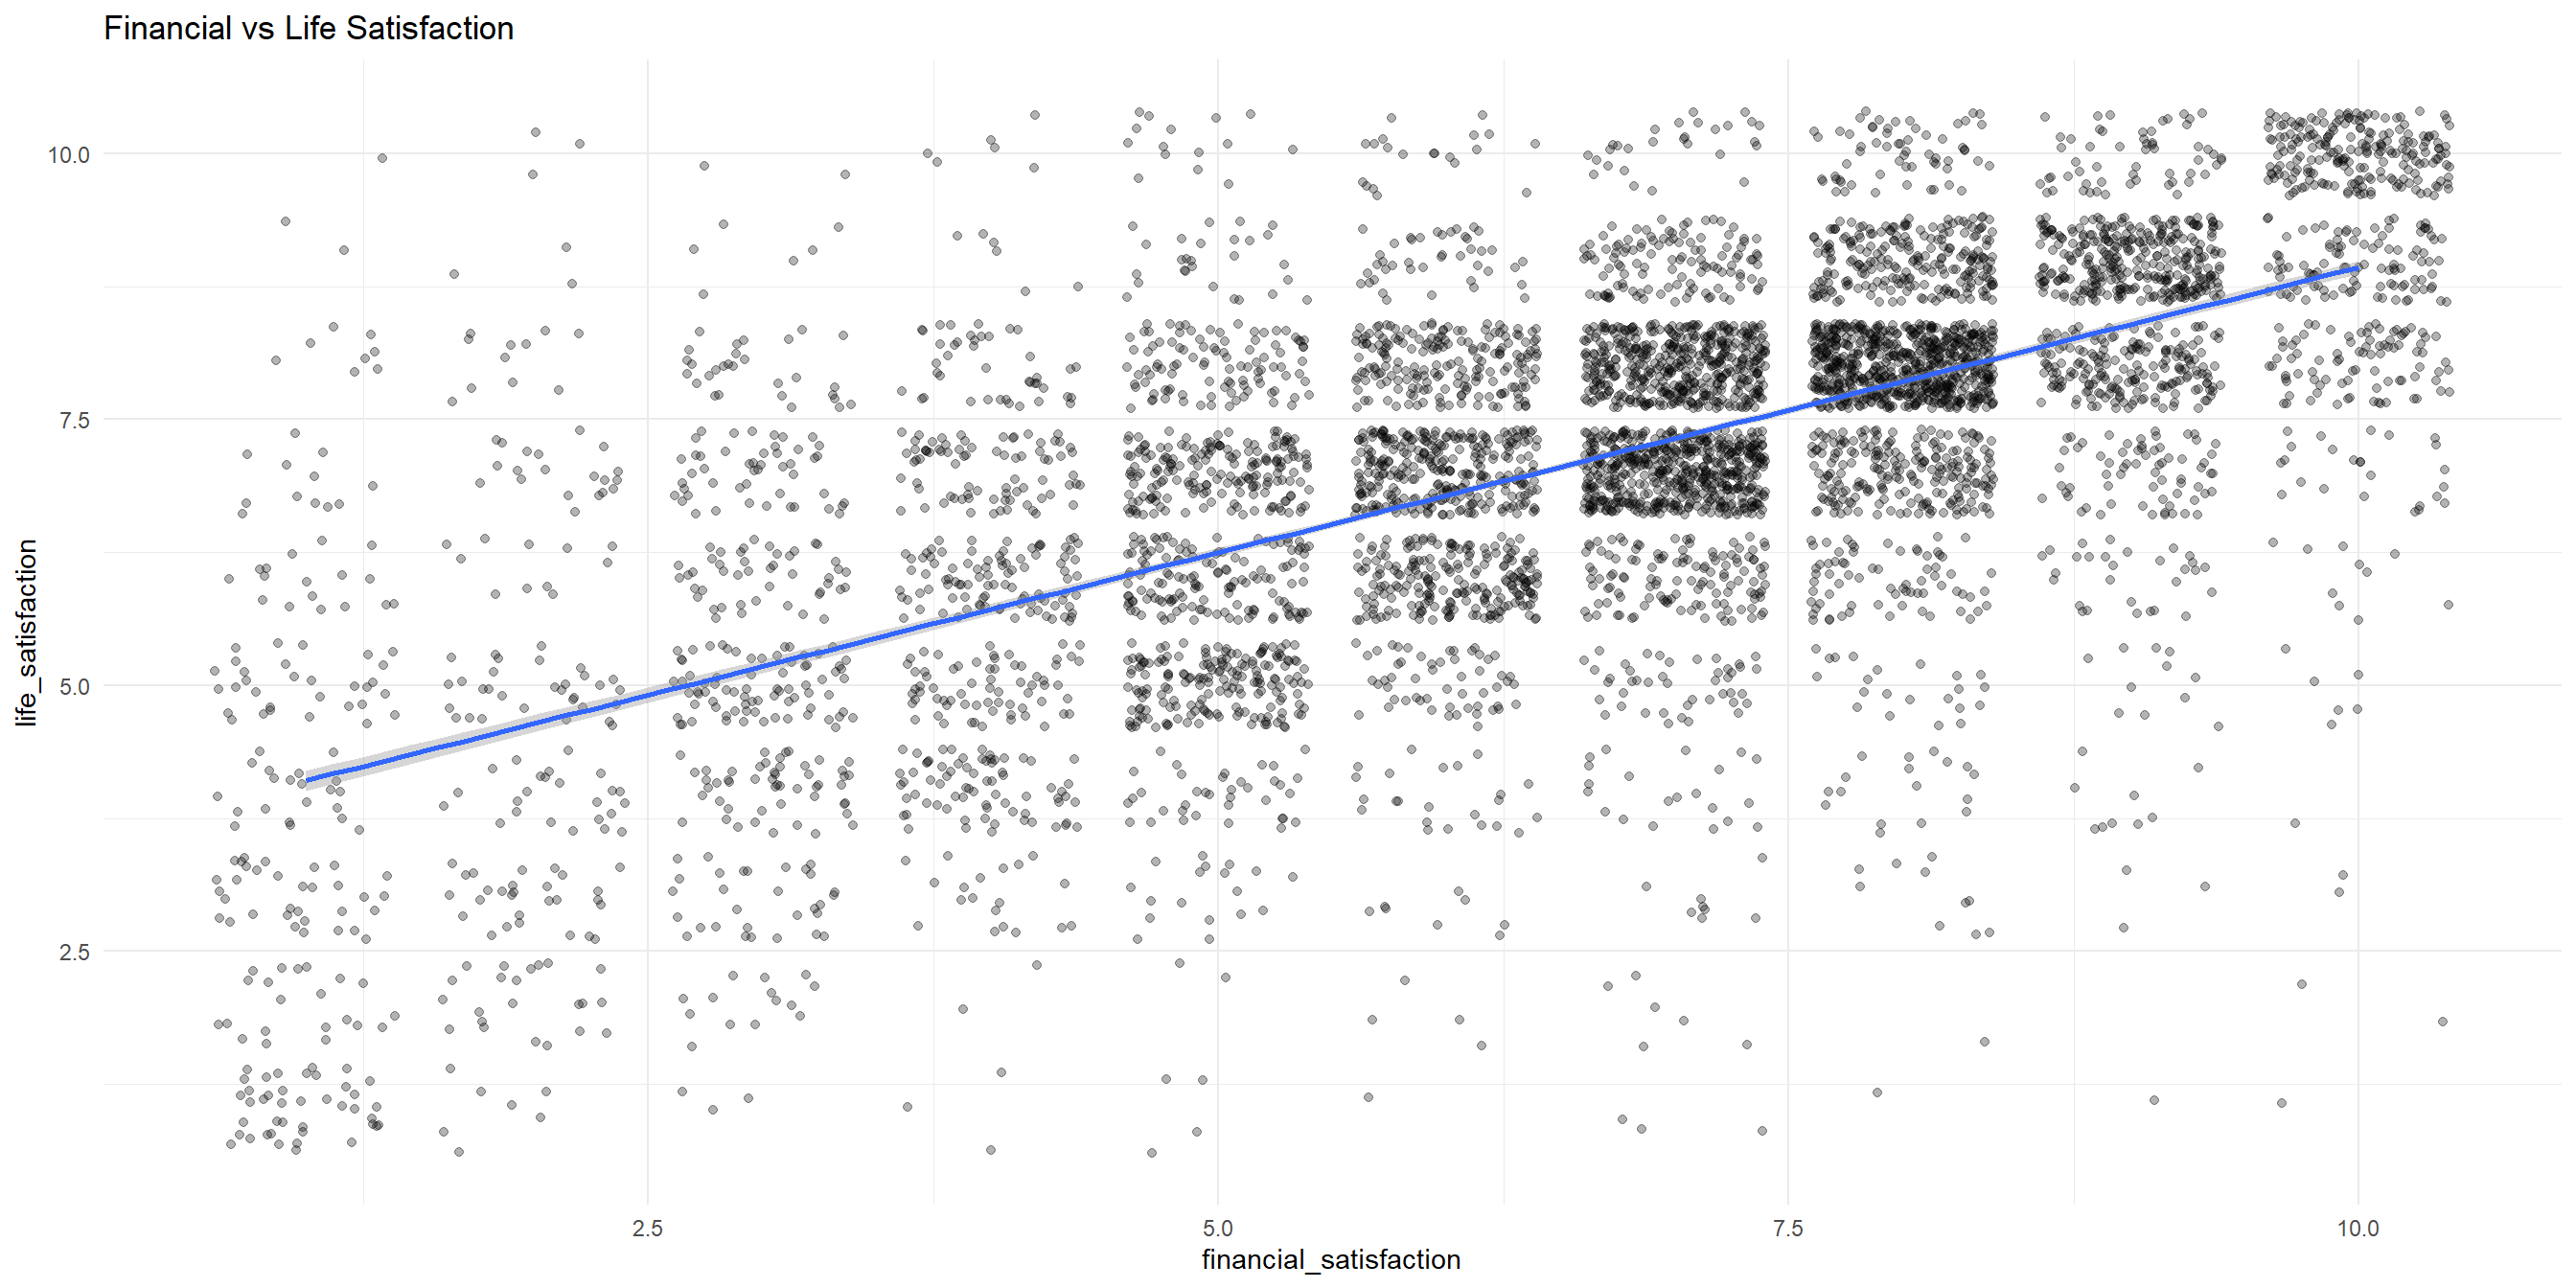 Financial vs Life Satisfaction
10.0
7.5
5.0
2.5
life_satisfaction
2.5 5.0 7.5 10.0
financial_satisfaction